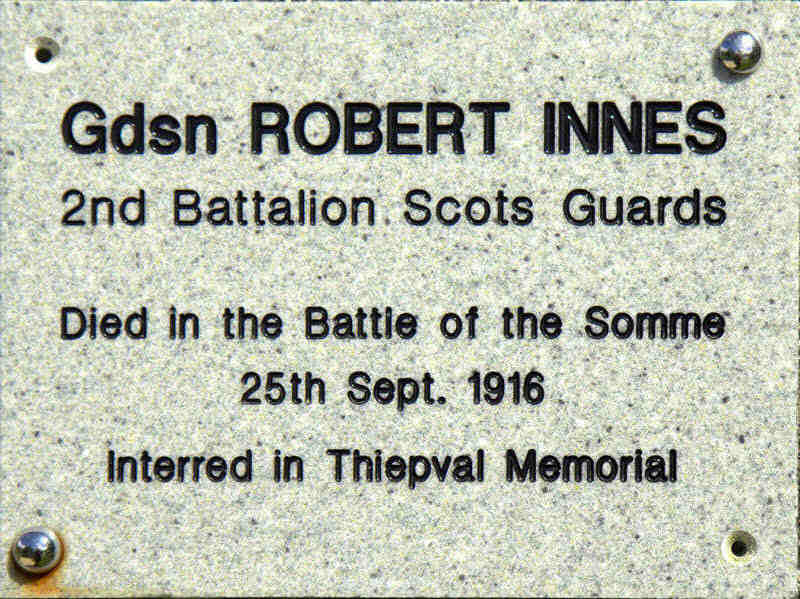 Gdsn ROBERT INNES
2nd Battalion Scots Guards
Died in the Battle of the Somme
25th Sept. 1916
Interred in Thiepval Memorial